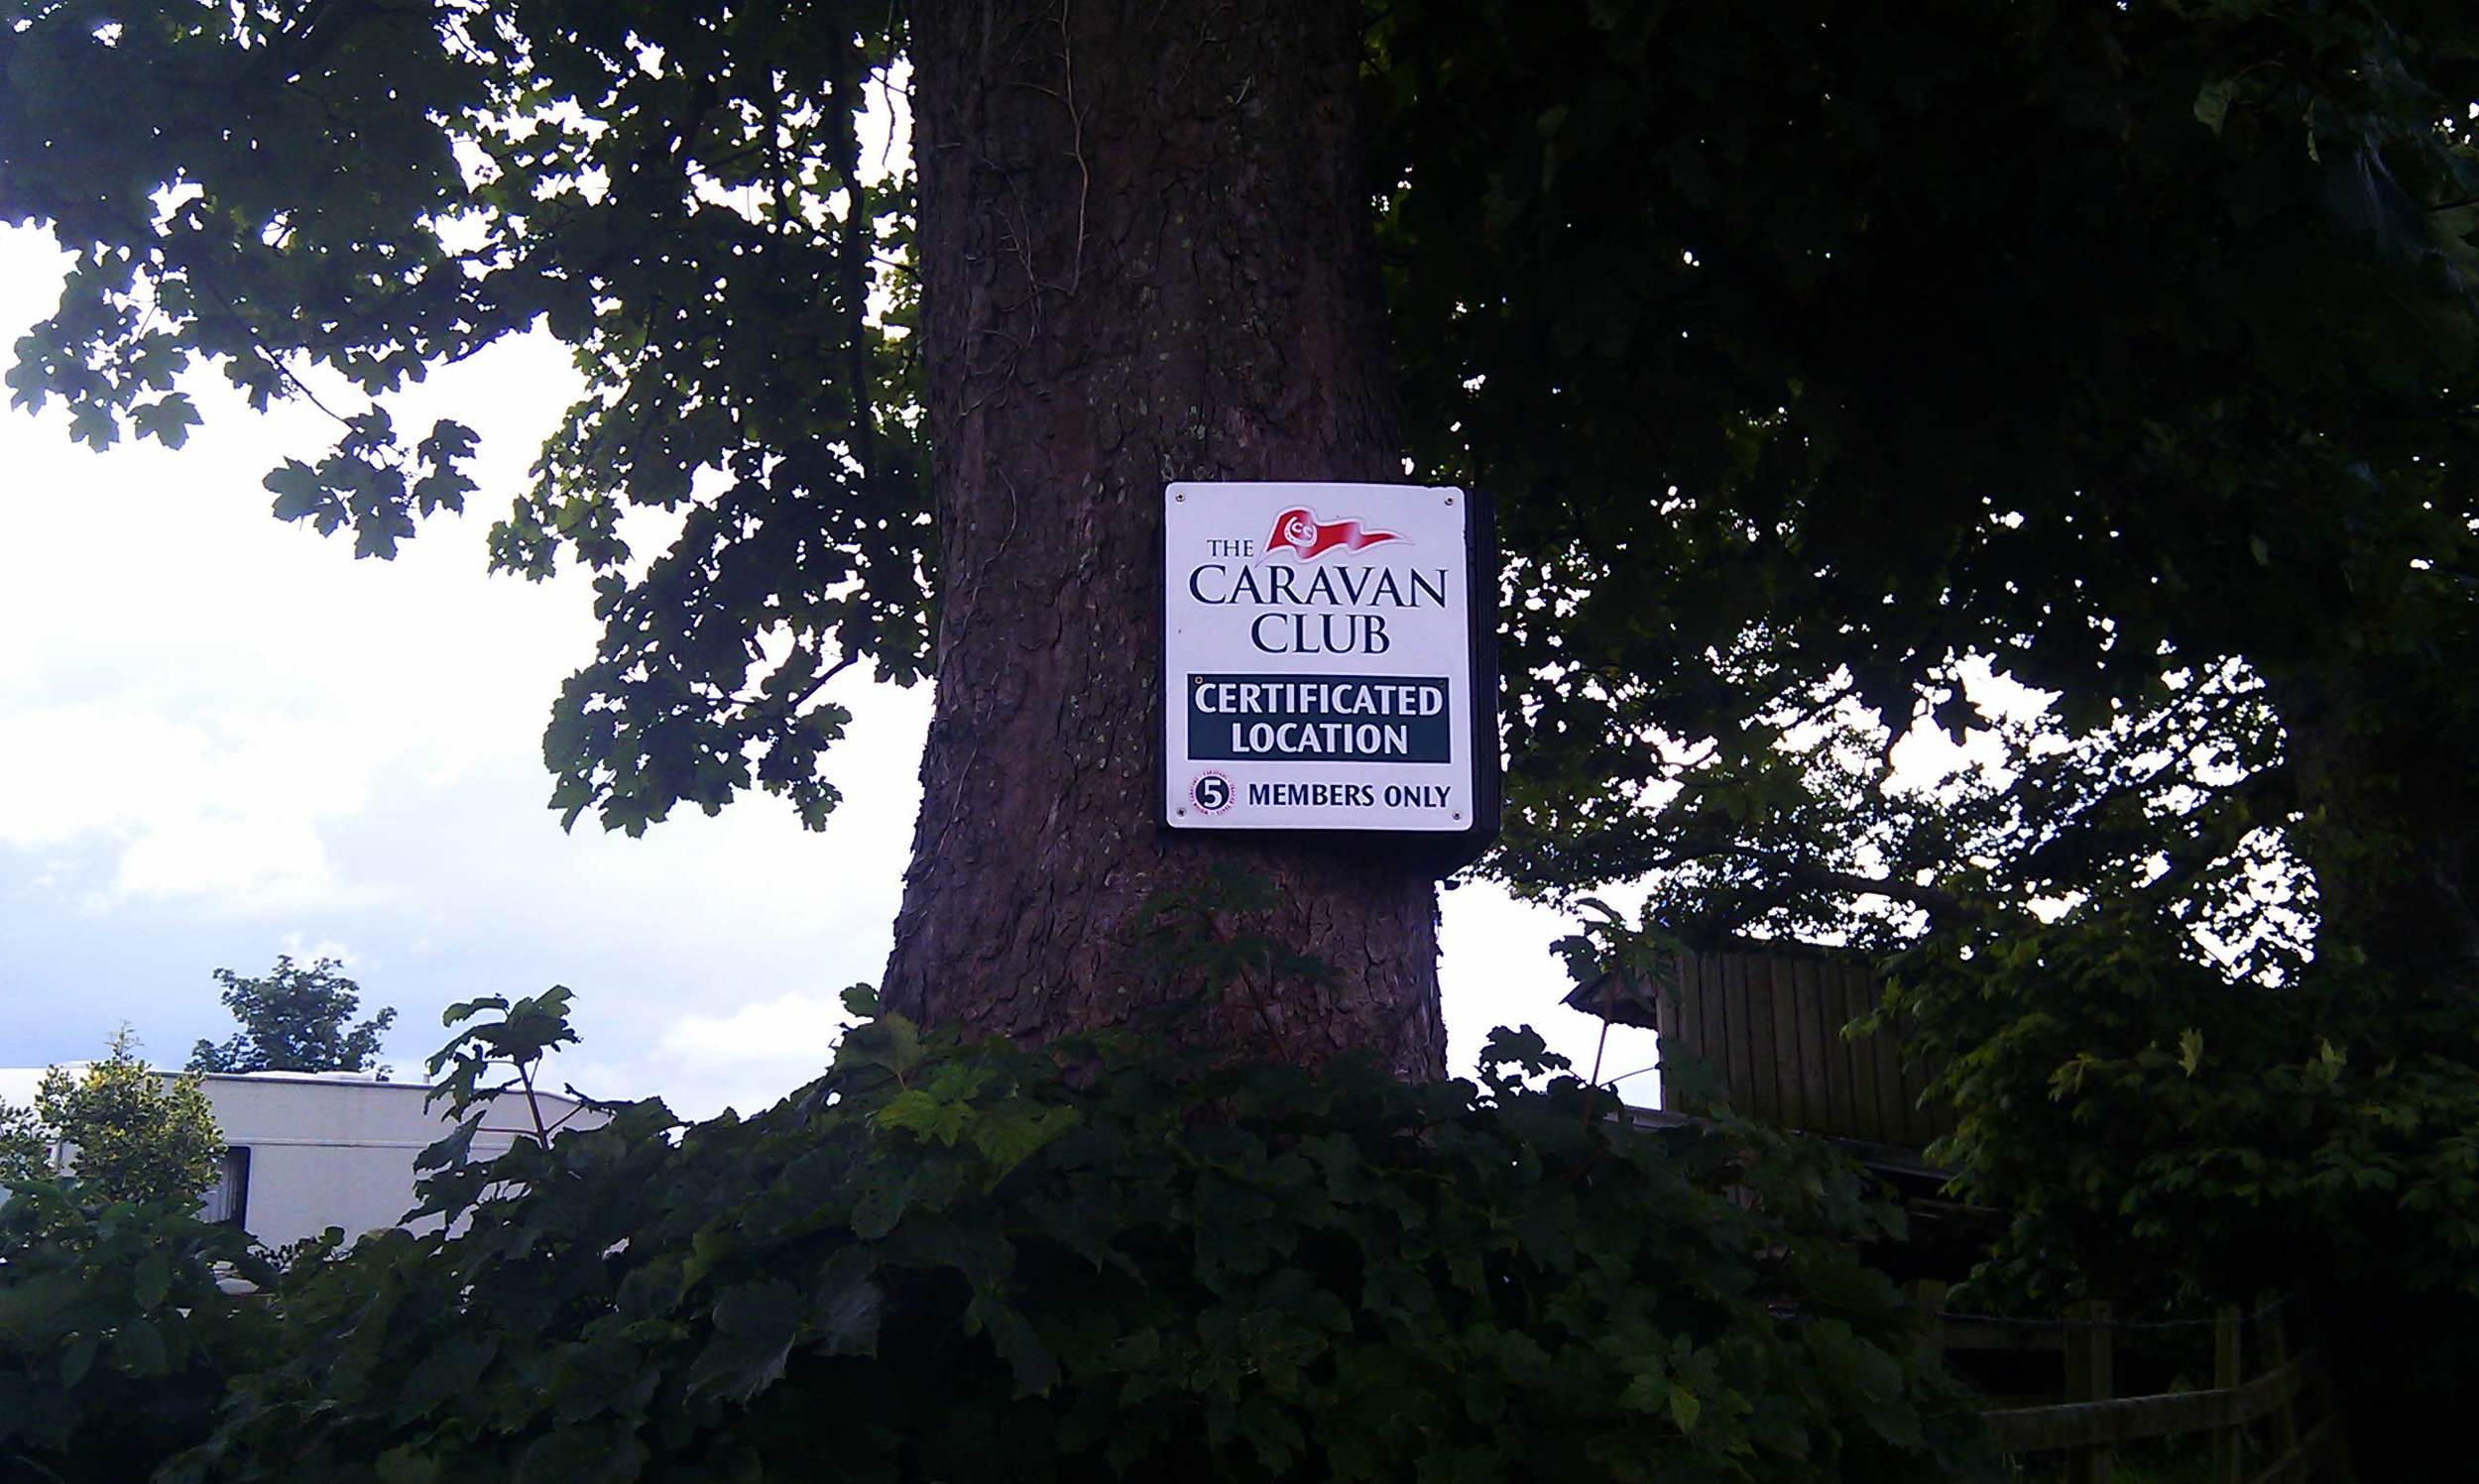 THE
CARAVAN
CLUB
CERTIFICATED
LOCATION
5 MEMBERS ONLY